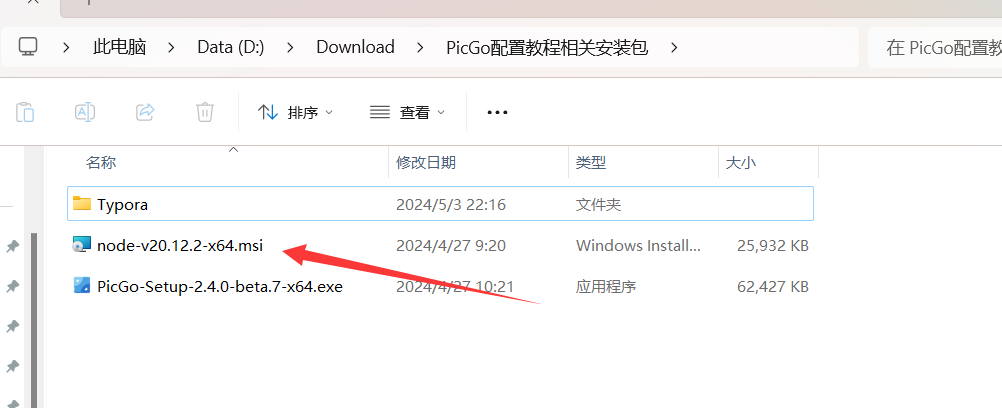 此电脑 > Data (D:) > Download > PicGo配置教程相关安装包 >
在 PicGo配置教
排序 查看
名称 修改日期 类型 大小
Typora 2024/5/3 22:16 文件夹
node-v20.12.2-x64.msi 2024/4/27 9:20 Windows Install... 25,932 KB
PicGo-Setup-2.4.0-beta.7-x64.exe 2024/4/27 10:21 应用程序 62,427 KB